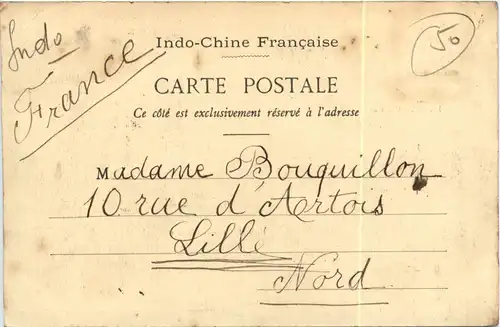 Indo
France
50
Indo-Chine Française
CARTE POSTALE
Ce côté est exclusivement réservé à l'adresse
Madame Bouquillon
10 rue d'Artois
Lille
Nord